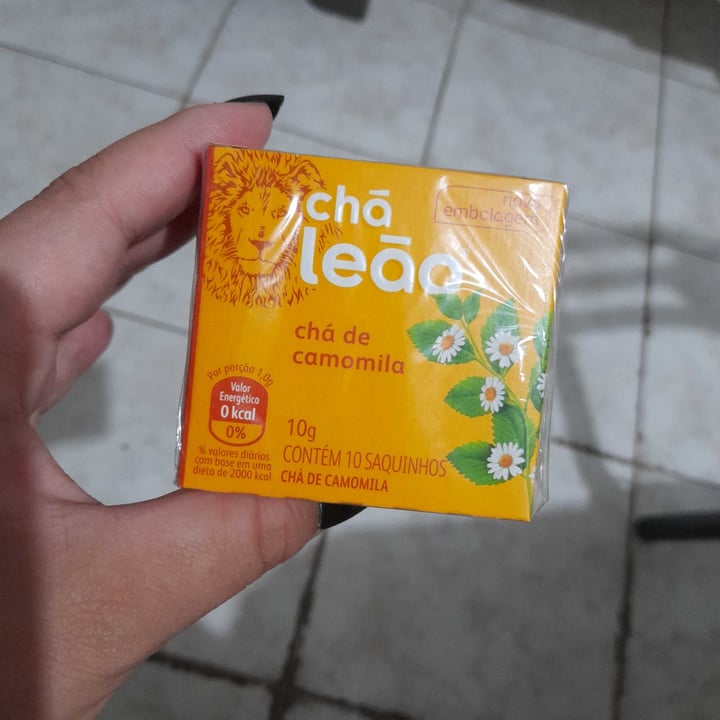 chá
leão
nova
embalagem
chá de
camomila
Por porção 1,0g
Valor
Energético
0 kcal
0%
% valores diários
com base em uma
dieta de 2000 kcal
10g
CONTÉM 10 SAQUINHOS
CHÁ DE CAMOMILA